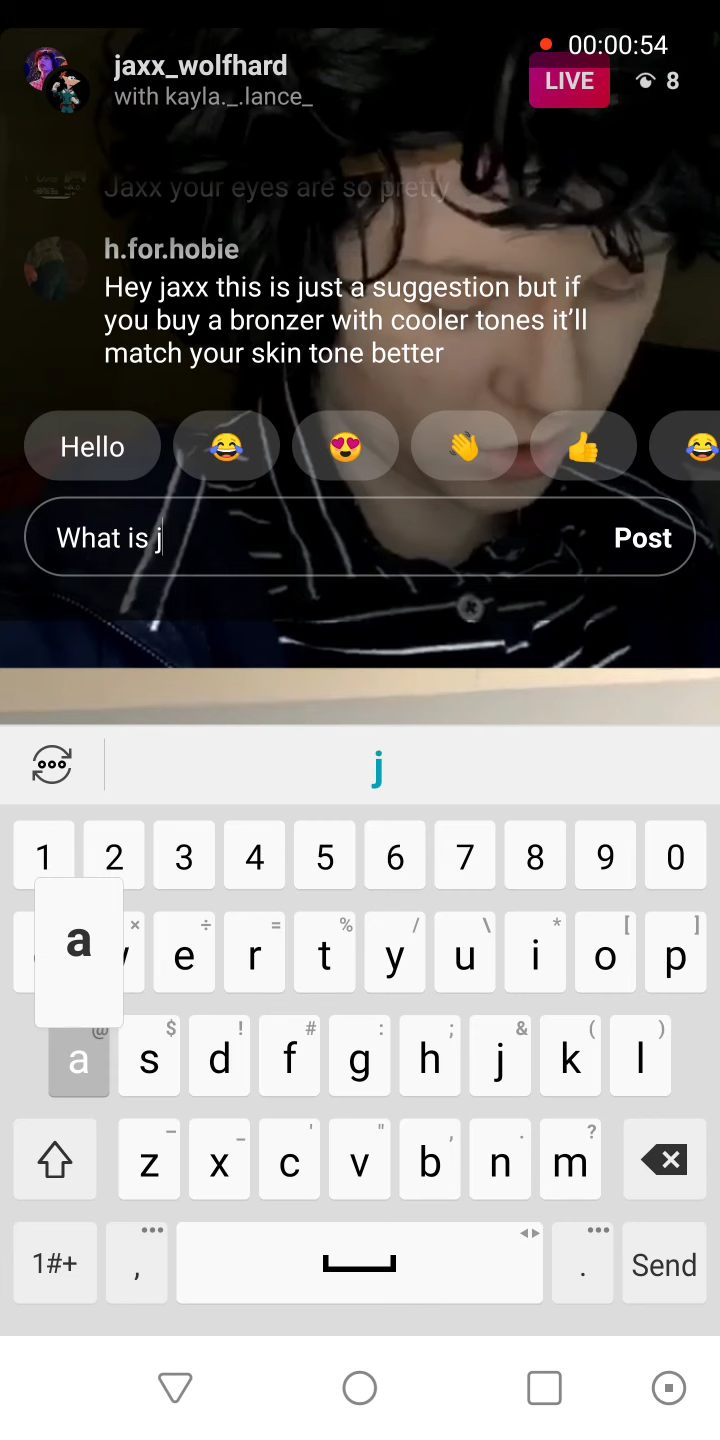 00:00:54
jaxx_wolfhard
with kayla._.lance_
LIVE
8
Jaxx your eyes are so pretty
h.for.hobie
Hey jaxx this is just a suggestion but if
you buy a bronzer with cooler tones it'll
match your skin tone better
Hello
What is j
Post
j
1 2 3 4 5 6 7 8 9 0
a
× ÷ = % / \ * [ ]
e r t y u i o p
@ $ ! # : ; & ( )
a s d f g h j k l
– _ ' " , . ?
z x c v b n m
1#+ , . Send